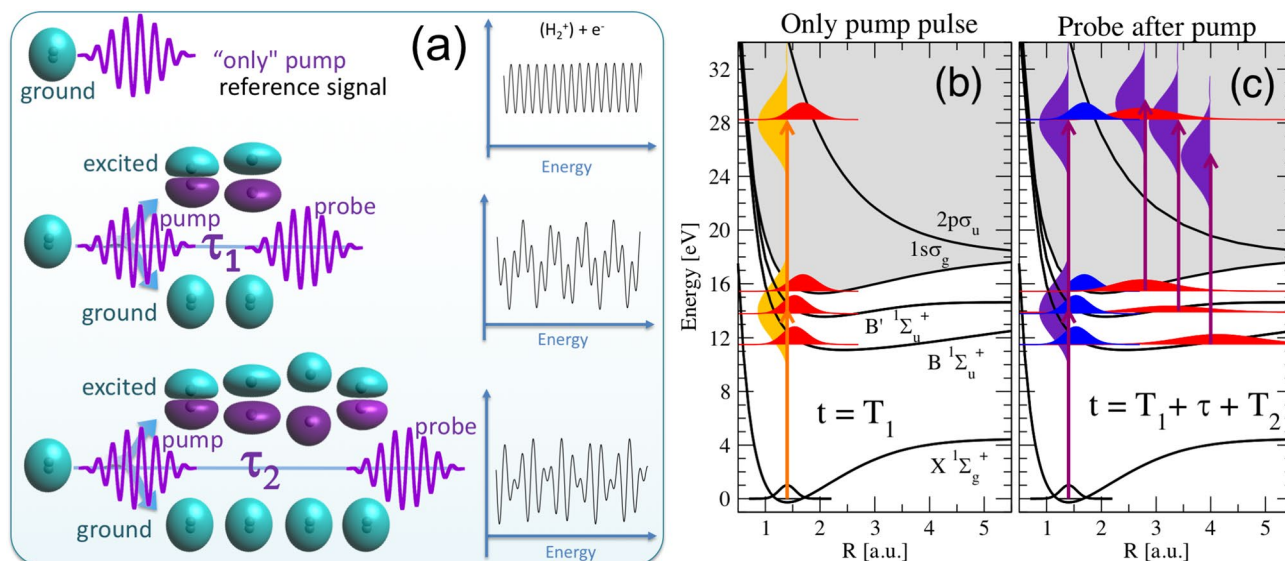 (a)
ground
"only" pump
reference signal
(H₂⁺) + e⁻
Energy
excited
pump
τ₁
probe
ground
Energy
excited
pump
τ₂
probe
ground
Energy
Only pump pulse
(b)
Energy [eV]
32
28
24
20
16
12
8
4
0
2pσᵤ
1sσ_g
B' ¹Σᵤ⁺
B ¹Σᵤ⁺
t = T₁
X ¹Σ_g⁺
1 2 3 4 5
R [a.u.]
Probe after pump
(c)
t = T₁ + τ + T₂
1 2 3 4 5
R [a.u.]